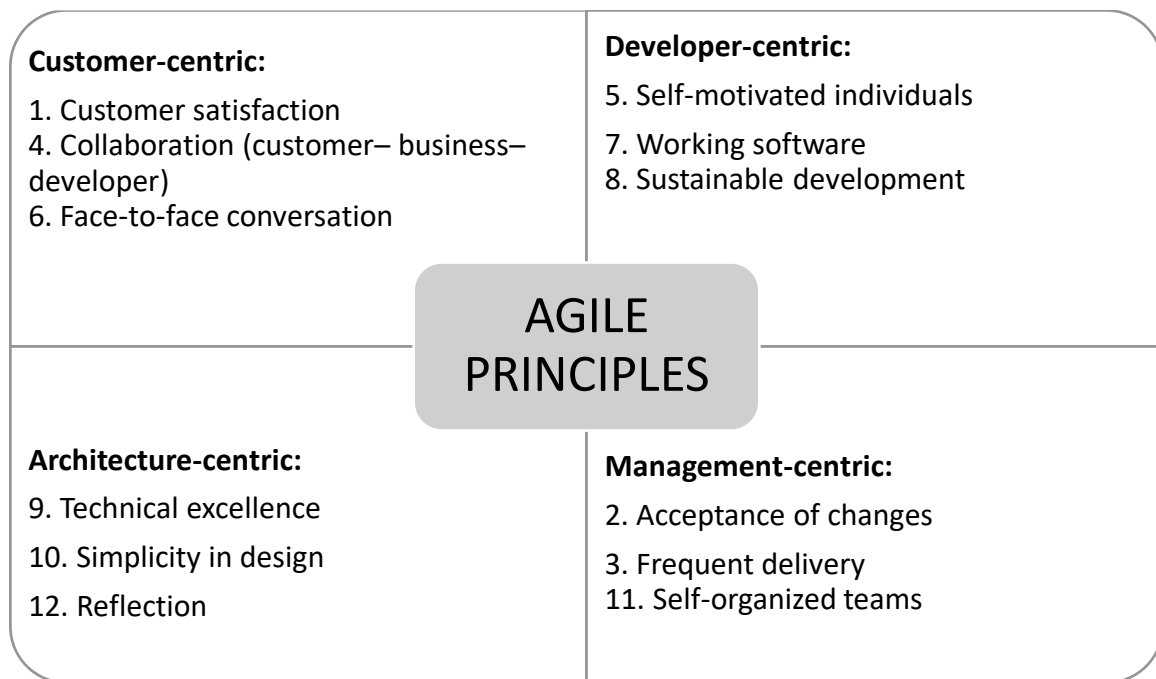 Customer-centric:
1. Customer satisfaction
4. Collaboration (customer– business–
developer)
6. Face-to-face conversation
Developer-centric:
5. Self-motivated individuals
7. Working software
8. Sustainable development
AGILE
PRINCIPLES
Architecture-centric:
9. Technical excellence
10. Simplicity in design
12. Reflection
Management-centric:
2. Acceptance of changes
3. Frequent delivery
11. Self-organized teams